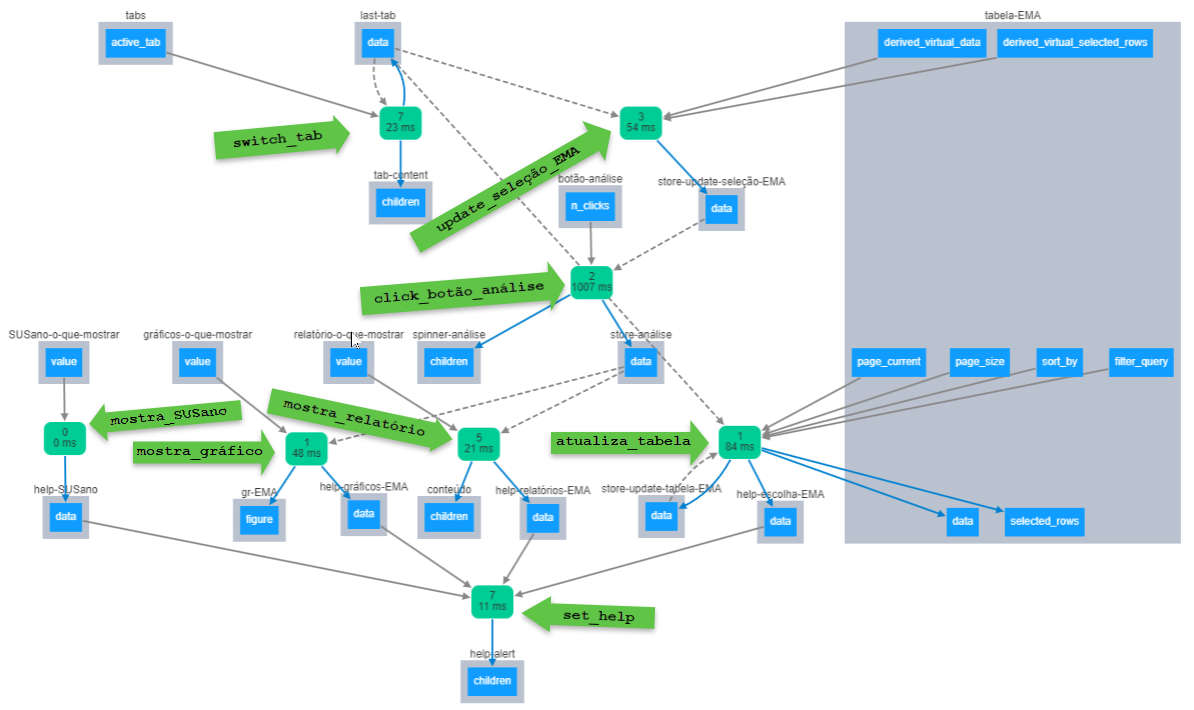 tabs
last-tab
tabela-EMA
active_tab
data
derived_virtual_data
derived_virtual_selected_rows
7
23 ms
3
54 ms
switch_tab
update_seleção_EMA
tab-content
children
botão-análise
n_clicks
store-update-seleção-EMA
data
2
1007 ms
click_botão_análise
SUSano-o-que-mostrar
gráficos-o-que-mostrar
relatório-o-que-mostrar
spinner-análise
store-análise
value
value
value
children
data
page_current
page_size
sort_by
filter_query
mostra_SUSano
mostra_relatório
0
0 ms
mostra_gráfico
1
48 ms
5
21 ms
atualiza_tabela
1
84 ms
help-SUSano
gr-EMA
help-gráficos-EMA
conteúdo
help-relatórios-EMA
store-update-tabela-EMA
help-escolha-EMA
data
figure
data
children
data
data
data
data
selected_rows
7
11 ms
set_help
help-alert
children